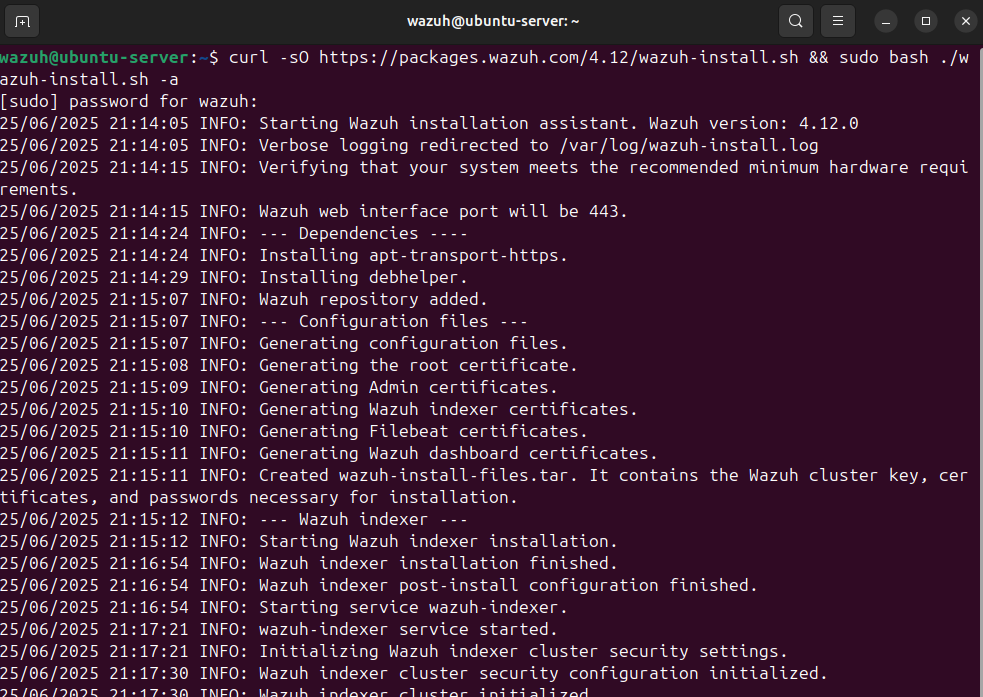 wazuh@ubuntu-server: ~
wazuh@ubuntu-server:~$ curl -sO https://packages.wazuh.com/4.12/wazuh-install.sh && sudo bash ./w
azuh-install.sh -a
[sudo] password for wazuh:
25/06/2025 21:14:05 INFO: Starting Wazuh installation assistant. Wazuh version: 4.12.0
25/06/2025 21:14:05 INFO: Verbose logging redirected to /var/log/wazuh-install.log
25/06/2025 21:14:15 INFO: Verifying that your system meets the recommended minimum hardware requi
rements.
25/06/2025 21:14:15 INFO: Wazuh web interface port will be 443.
25/06/2025 21:14:24 INFO: --- Dependencies ----
25/06/2025 21:14:24 INFO: Installing apt-transport-https.
25/06/2025 21:14:29 INFO: Installing debhelper.
25/06/2025 21:15:07 INFO: Wazuh repository added.
25/06/2025 21:15:07 INFO: --- Configuration files ---
25/06/2025 21:15:07 INFO: Generating configuration files.
25/06/2025 21:15:08 INFO: Generating the root certificate.
25/06/2025 21:15:09 INFO: Generating Admin certificates.
25/06/2025 21:15:10 INFO: Generating Wazuh indexer certificates.
25/06/2025 21:15:10 INFO: Generating Filebeat certificates.
25/06/2025 21:15:11 INFO: Generating Wazuh dashboard certificates.
25/06/2025 21:15:11 INFO: Created wazuh-install-files.tar. It contains the Wazuh cluster key, cer
tificates, and passwords necessary for installation.
25/06/2025 21:15:12 INFO: --- Wazuh indexer ---
25/06/2025 21:15:12 INFO: Starting Wazuh indexer installation.
25/06/2025 21:16:54 INFO: Wazuh indexer installation finished.
25/06/2025 21:16:54 INFO: Wazuh indexer post-install configuration finished.
25/06/2025 21:16:54 INFO: Starting service wazuh-indexer.
25/06/2025 21:17:21 INFO: wazuh-indexer service started.
25/06/2025 21:17:21 INFO: Initializing Wazuh indexer cluster security settings.
25/06/2025 21:17:30 INFO: Wazuh indexer cluster security configuration initialized.
25/06/2025 21:17:30 INFO: Wazuh indexer cluster initialized.